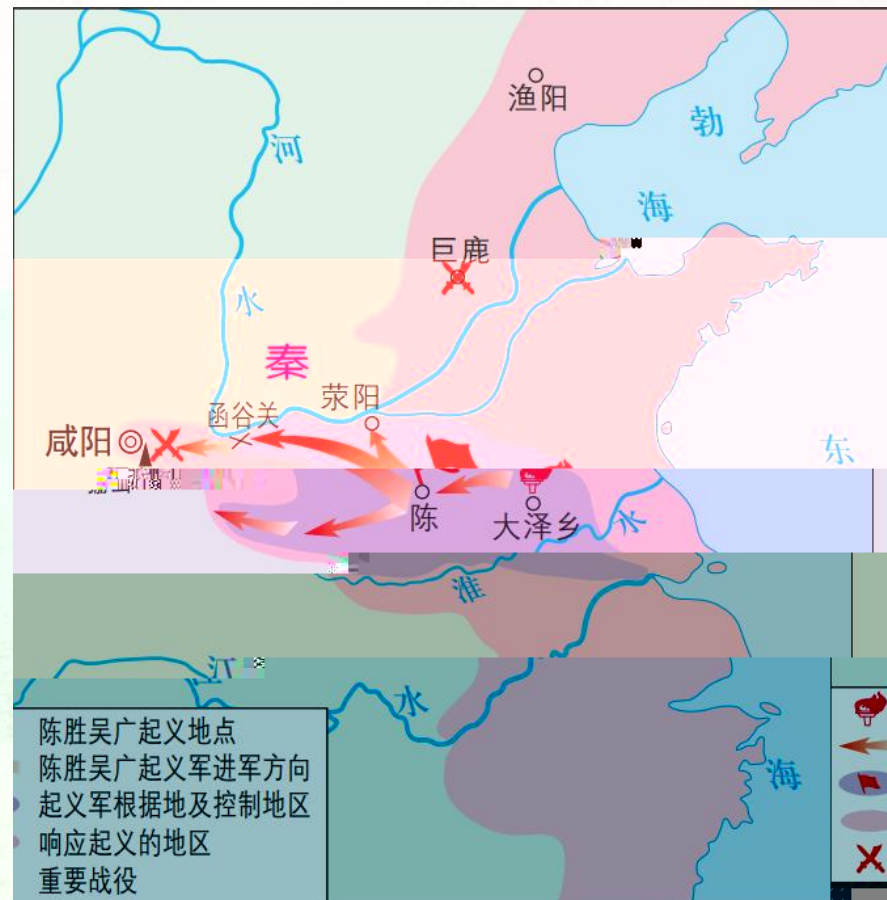 渔阳
勃
海
河
巨鹿
水
秦
荥阳
函谷关
咸阳
东
陈
大泽乡
水
淮
江
水
海
陈胜吴广起义地点
陈胜吴广起义军进军方向
起义军根据地及控制地区
响应起义的地区
重要战役